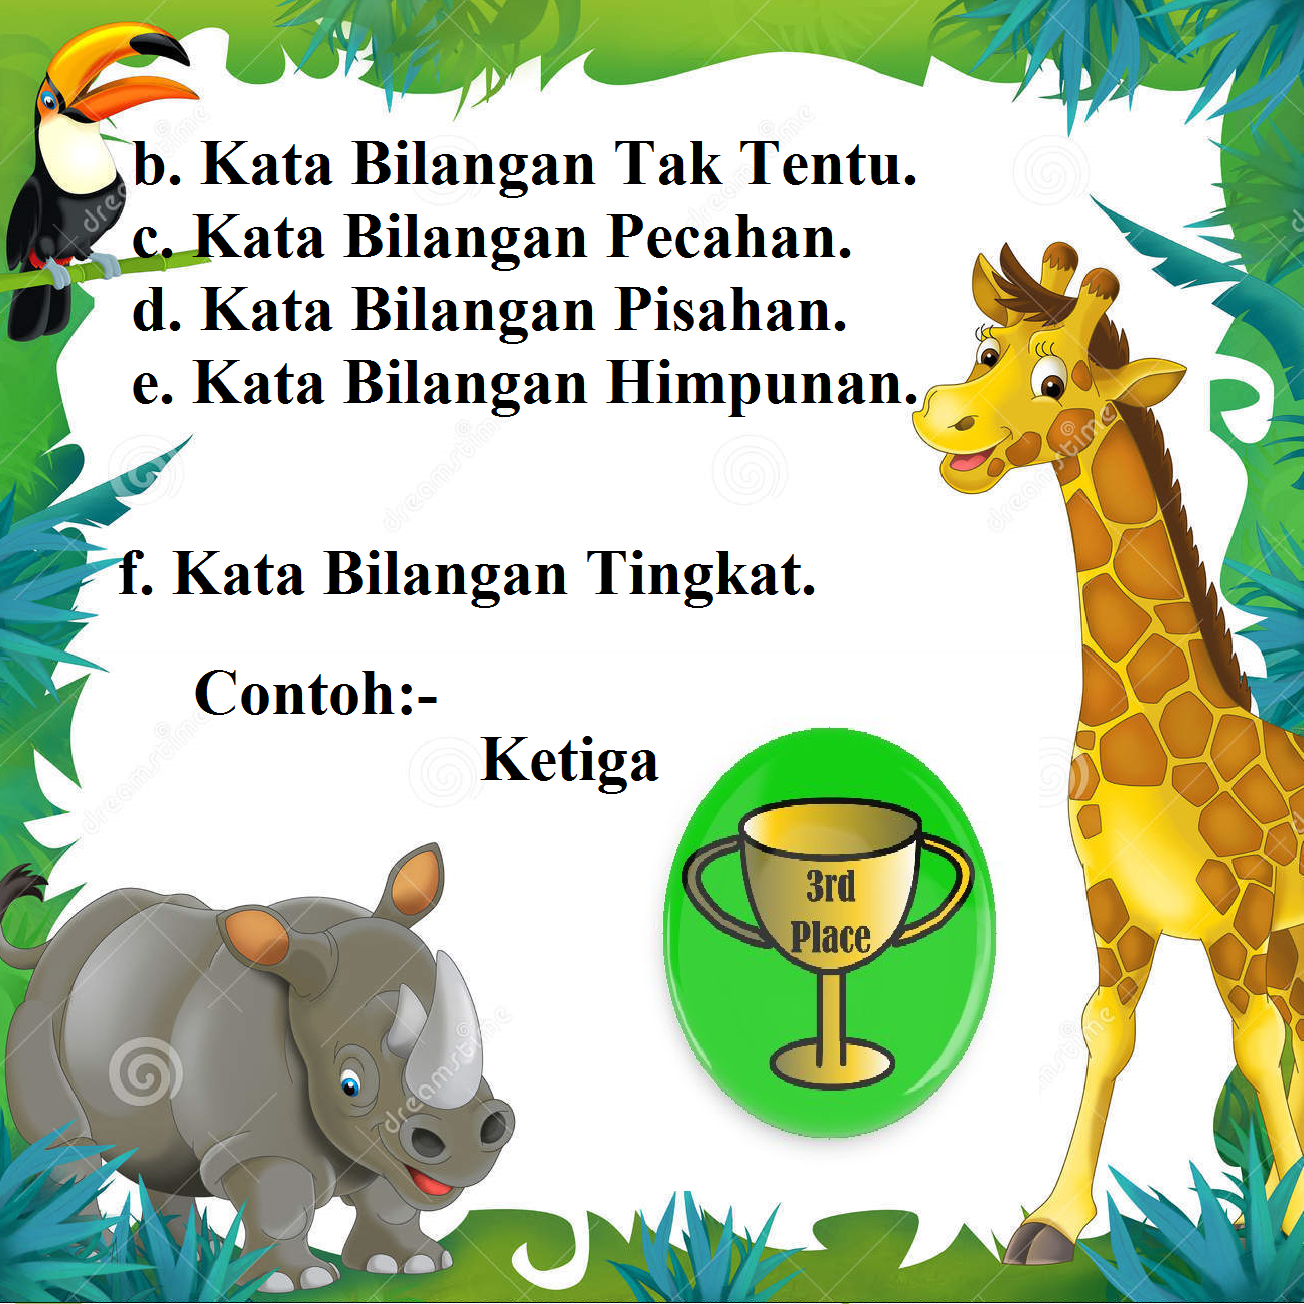 b. Kata Bilangan Tak Tentu.
c. Kata Bilangan Pecahan.
d. Kata Bilangan Pisahan.
e. Kata Bilangan Himpunan.
f. Kata Bilangan Tingkat.
Contoh:-
Ketiga
3rd
Place
dreamstime